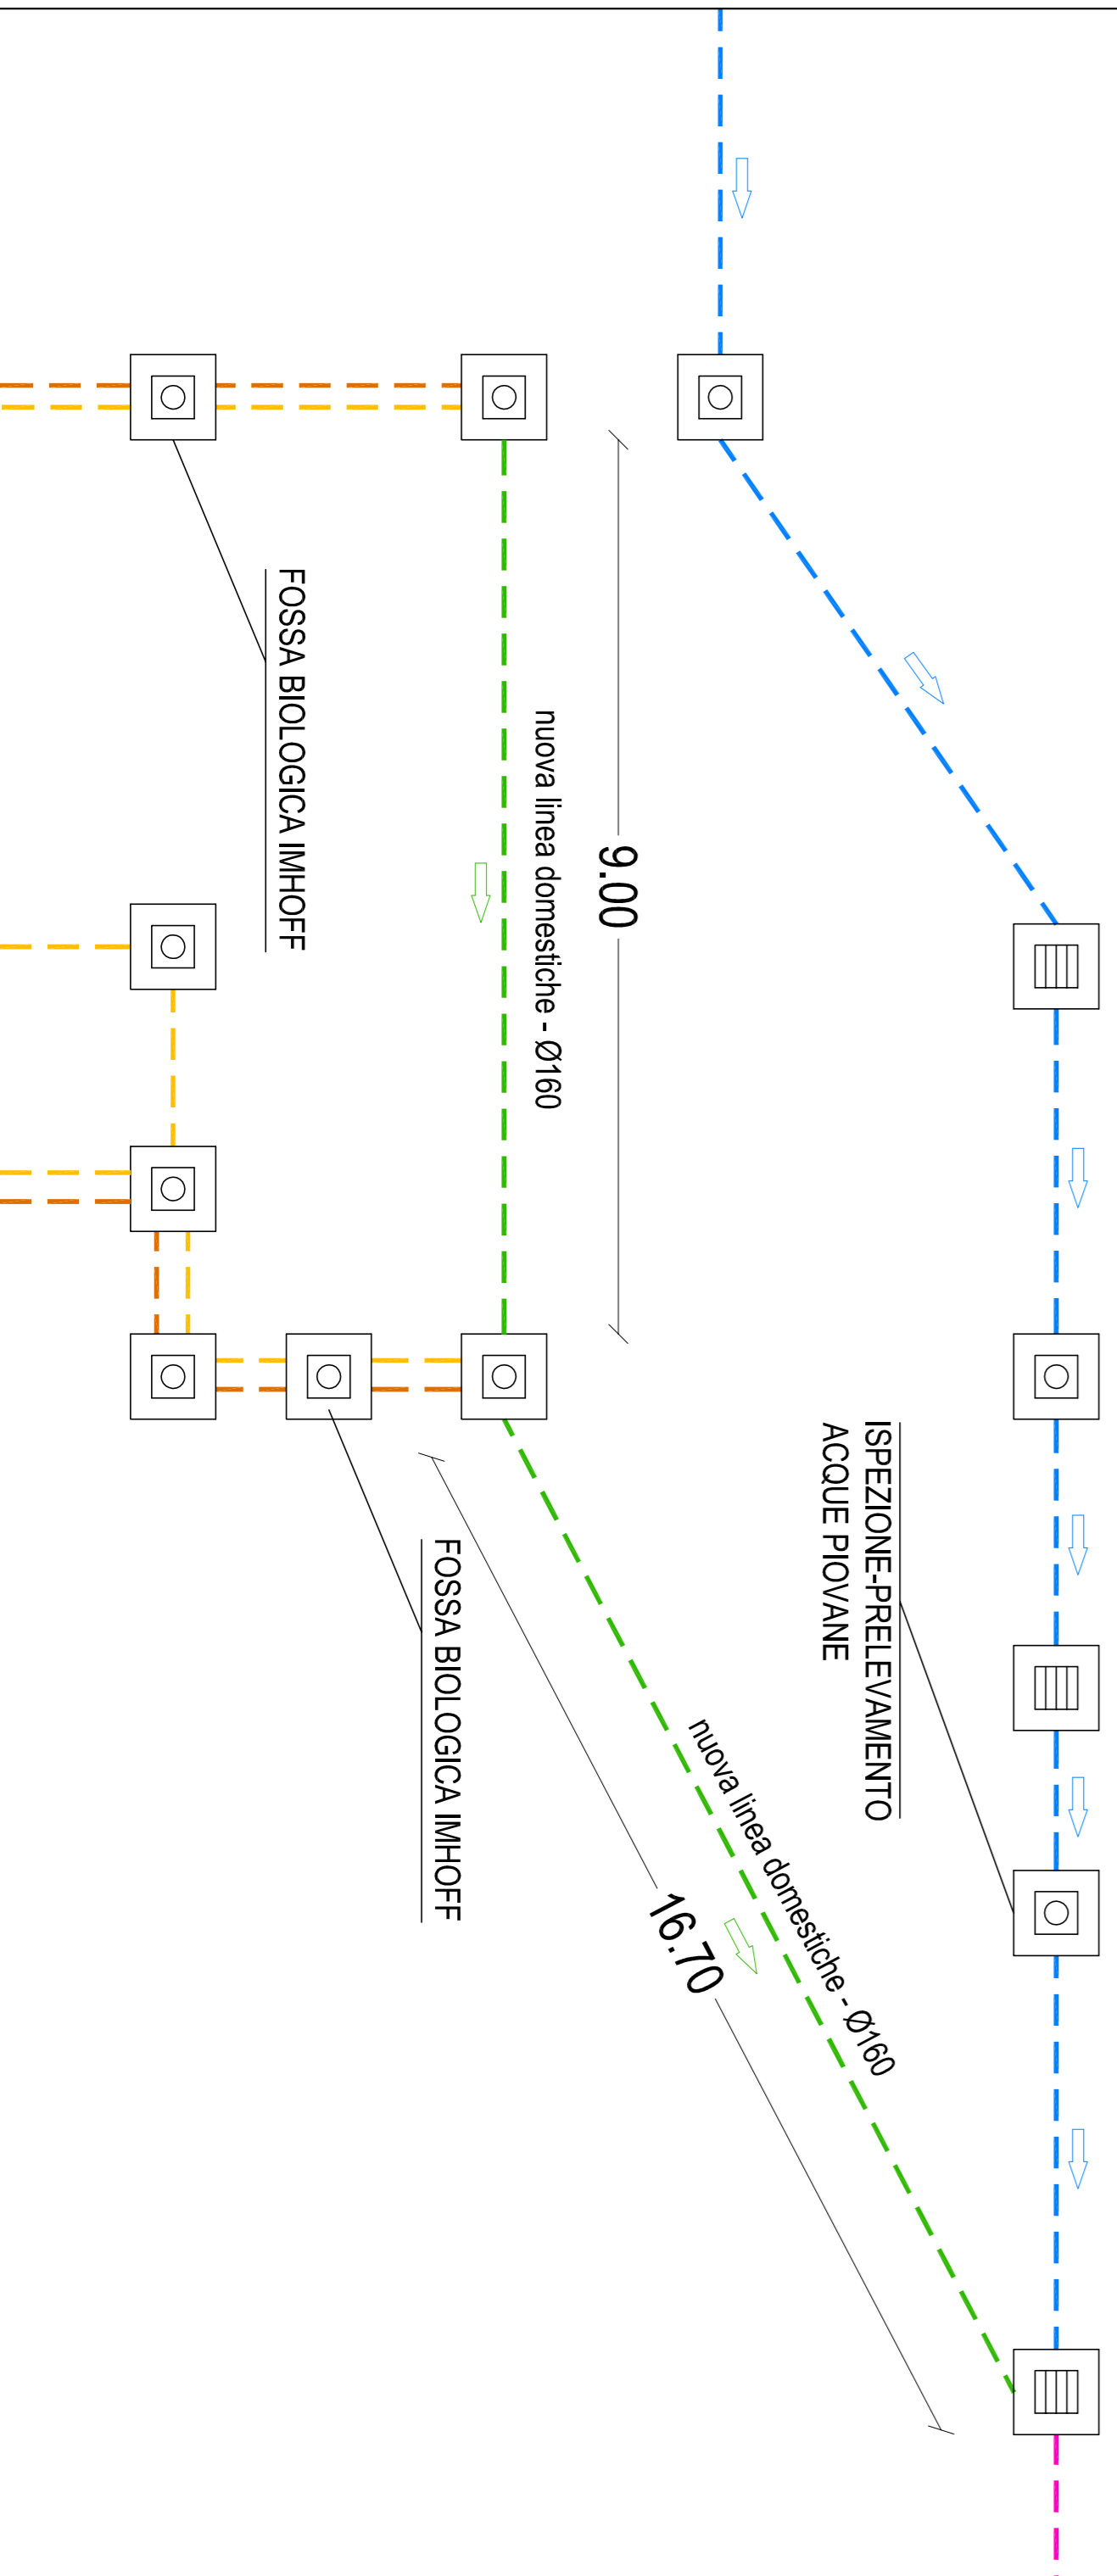 ISPEZIONE-PRELEVAMENTO
ACQUE PIOVANE
9.00
nuova linea domestiche - Ø160
FOSSA BIOLOGICA IMHOFF
nuova linea domestiche - Ø160
16.70
FOSSA BIOLOGICA IMHOFF